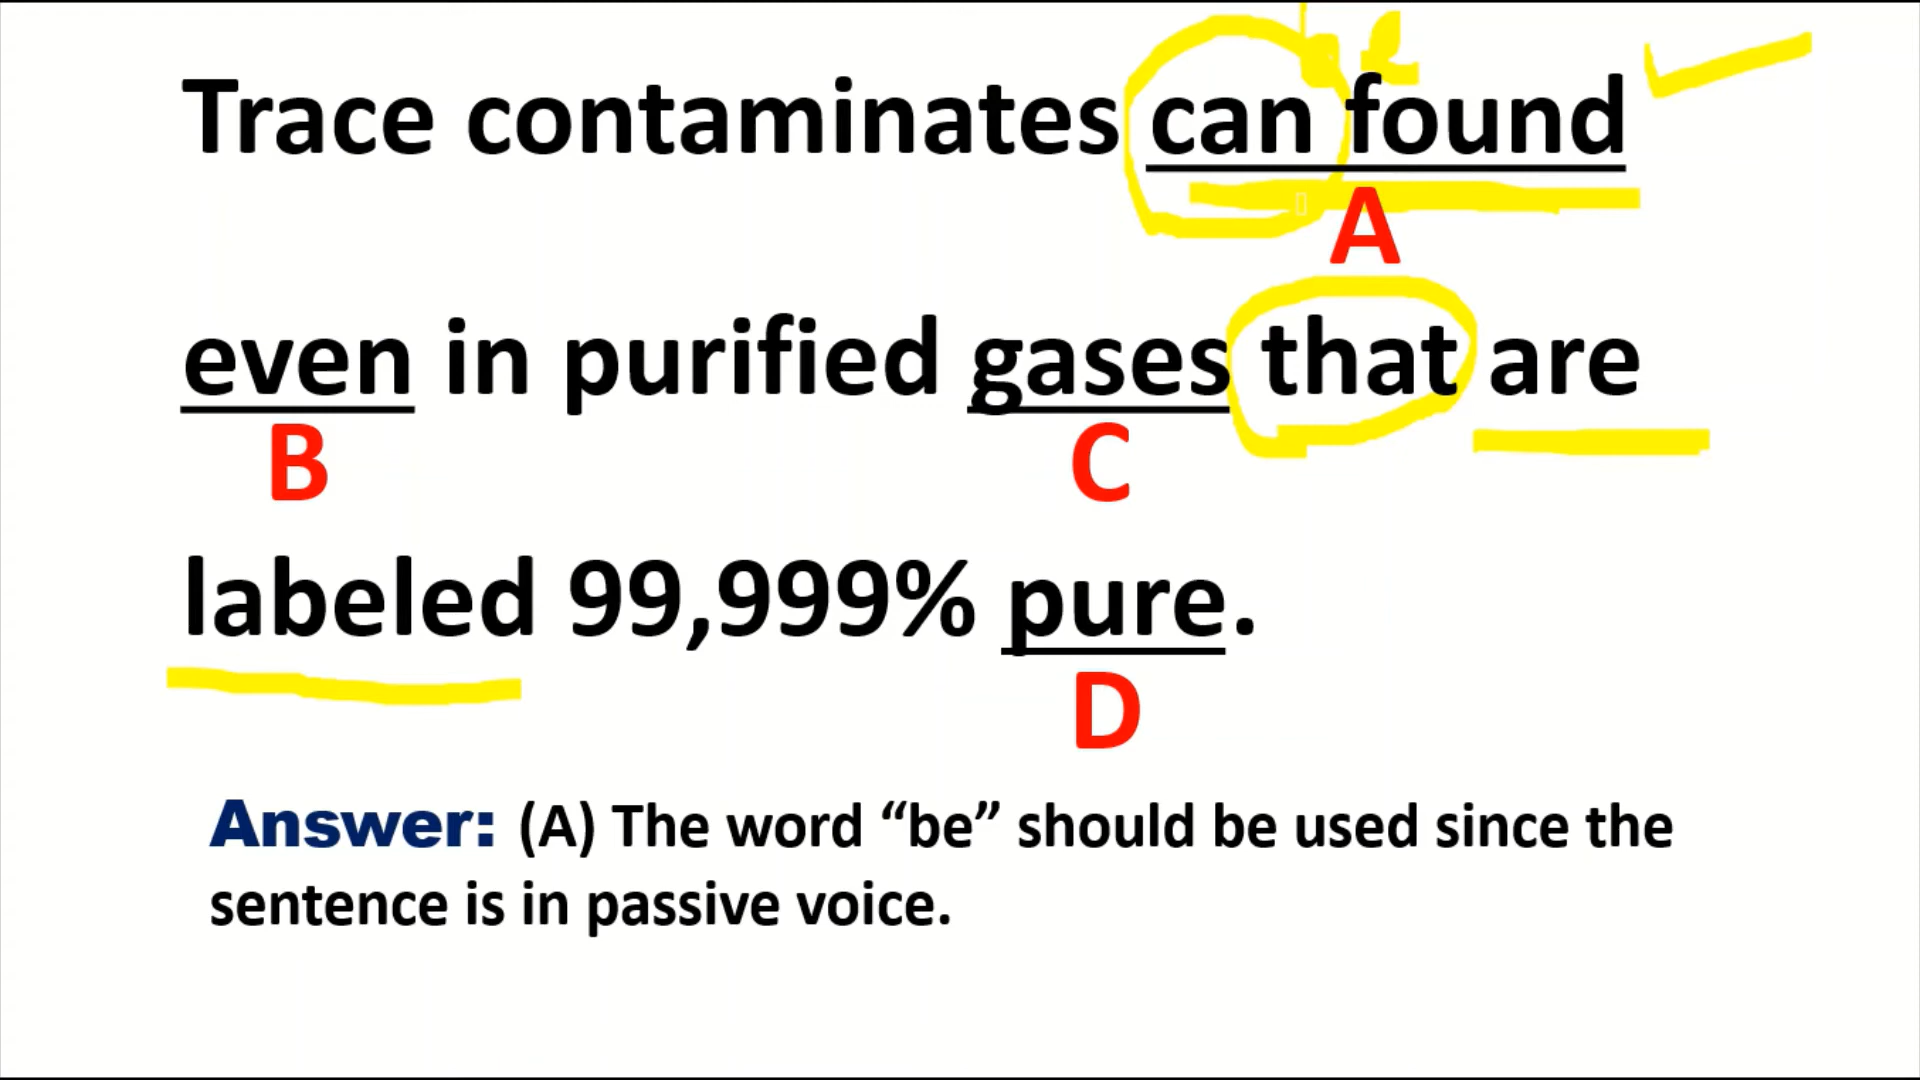 Trace contaminates can found
A
even in purified gases that are
B C
labeled 99,999% pure.
D
Answer: (A) The word “be” should be used since the
sentence is in passive voice.